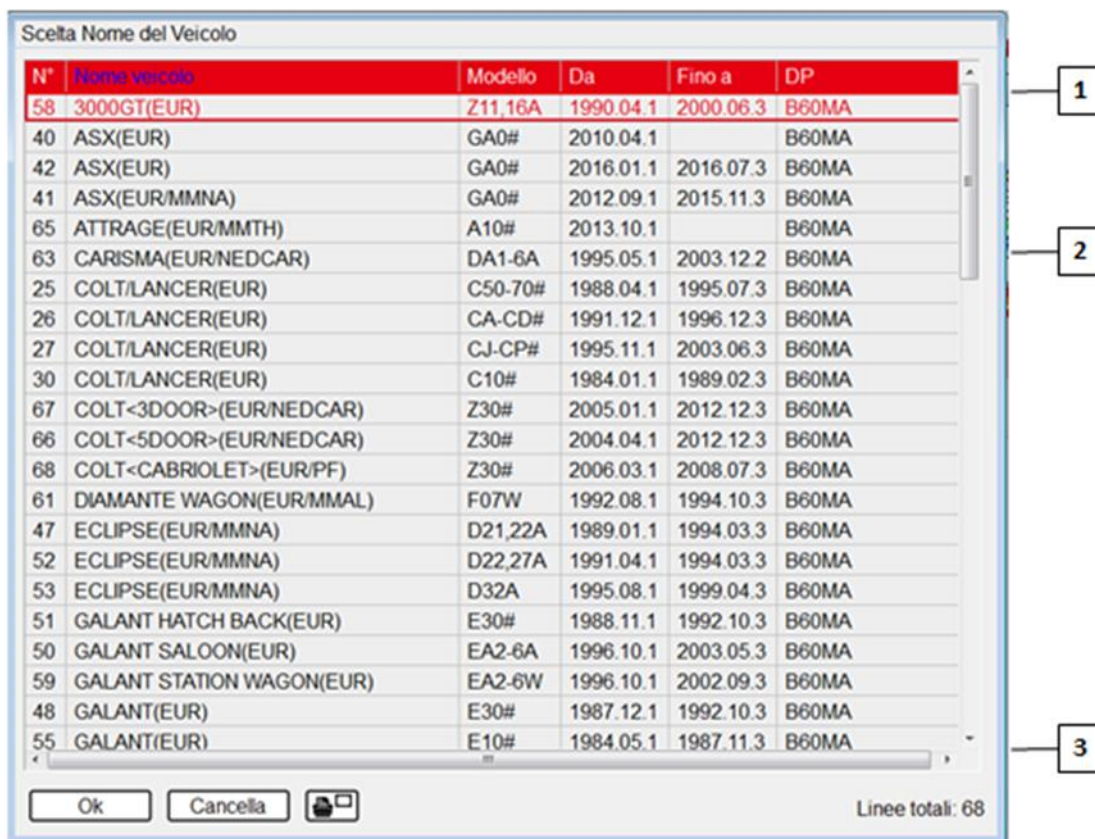 Scelta Nome del Veicolo
N° Nome veicolo Modello Da Fino a DP
58 3000GT(EUR) Z11,16A 1990.04.1 2000.06.3 B60MA
40 ASX(EUR) GA0# 2010.04.1 B60MA
42 ASX(EUR) GA0# 2016.01.1 2016.07.3 B60MA
41 ASX(EUR/MMNA) GA0# 2012.09.1 2015.11.3 B60MA
65 ATTRAGE(EUR/MMTH) A10# 2013.10.1 B60MA
63 CARISMA(EUR/NEDCAR) DA1-6A 1995.05.1 2003.12.2 B60MA
25 COLT/LANCER(EUR) C50-70# 1988.04.1 1995.07.3 B60MA
26 COLT/LANCER(EUR) CA-CD# 1991.12.1 1996.12.3 B60MA
27 COLT/LANCER(EUR) CJ-CP# 1995.11.1 2003.06.3 B60MA
30 COLT/LANCER(EUR) C10# 1984.01.1 1989.02.3 B60MA
67 COLT<3DOOR>(EUR/NEDCAR) Z30# 2005.01.1 2012.12.3 B60MA
66 COLT<5DOOR>(EUR/NEDCAR) Z30# 2004.04.1 2012.12.3 B60MA
68 COLT<CABRIOLET>(EUR/PF) Z30# 2006.03.1 2008.07.3 B60MA
61 DIAMANTE WAGON(EUR/MMAL) F07W 1992.08.1 1994.10.3 B60MA
47 ECLIPSE(EUR/MMNA) D21,22A 1989.01.1 1994.03.3 B60MA
52 ECLIPSE(EUR/MMNA) D22,27A 1991.04.1 1994.03.3 B60MA
53 ECLIPSE(EUR/MMNA) D32A 1995.08.1 1999.04.3 B60MA
51 GALANT HATCH BACK(EUR) E30# 1988.11.1 1992.10.3 B60MA
50 GALANT SALOON(EUR) EA2-6A 1996.10.1 2003.05.3 B60MA
59 GALANT STATION WAGON(EUR) EA2-6W 1996.10.1 2002.09.3 B60MA
48 GALANT(EUR) E30# 1987.12.1 1992.10.3 B60MA
55 GALANT(EUR) E10# 1984.05.1 1987.11.3 B60MA
Ok Cancella Linee totali: 68
1
2
3